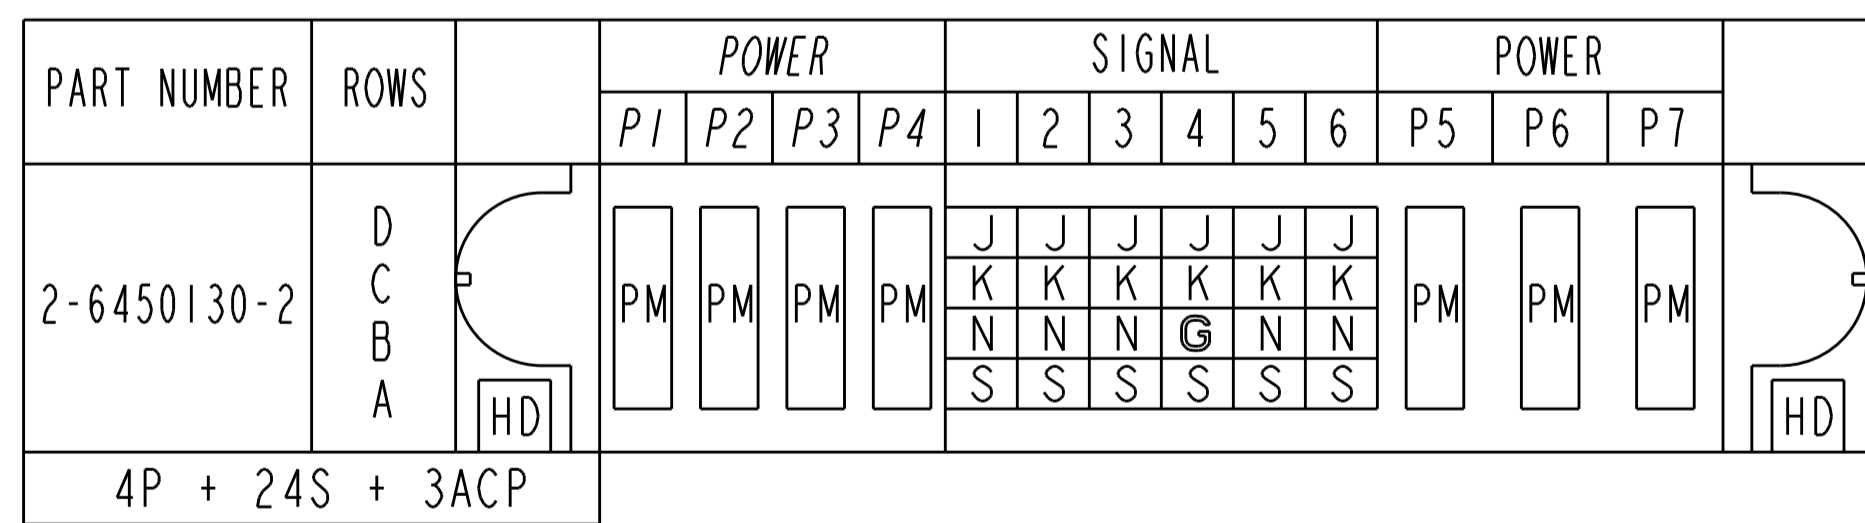 PART NUMBER ROWS POWER SIGNAL POWER
P1 P2 P3 P4 1 2 3 4 5 6 P5 P6 P7
2-6450130-2
D
C
B
A
HD
PM PM PM PM
J J J J J J
K K K K K K
N N N G N N
S S S S S S
PM PM PM
HD
4P + 24S + 3ACP